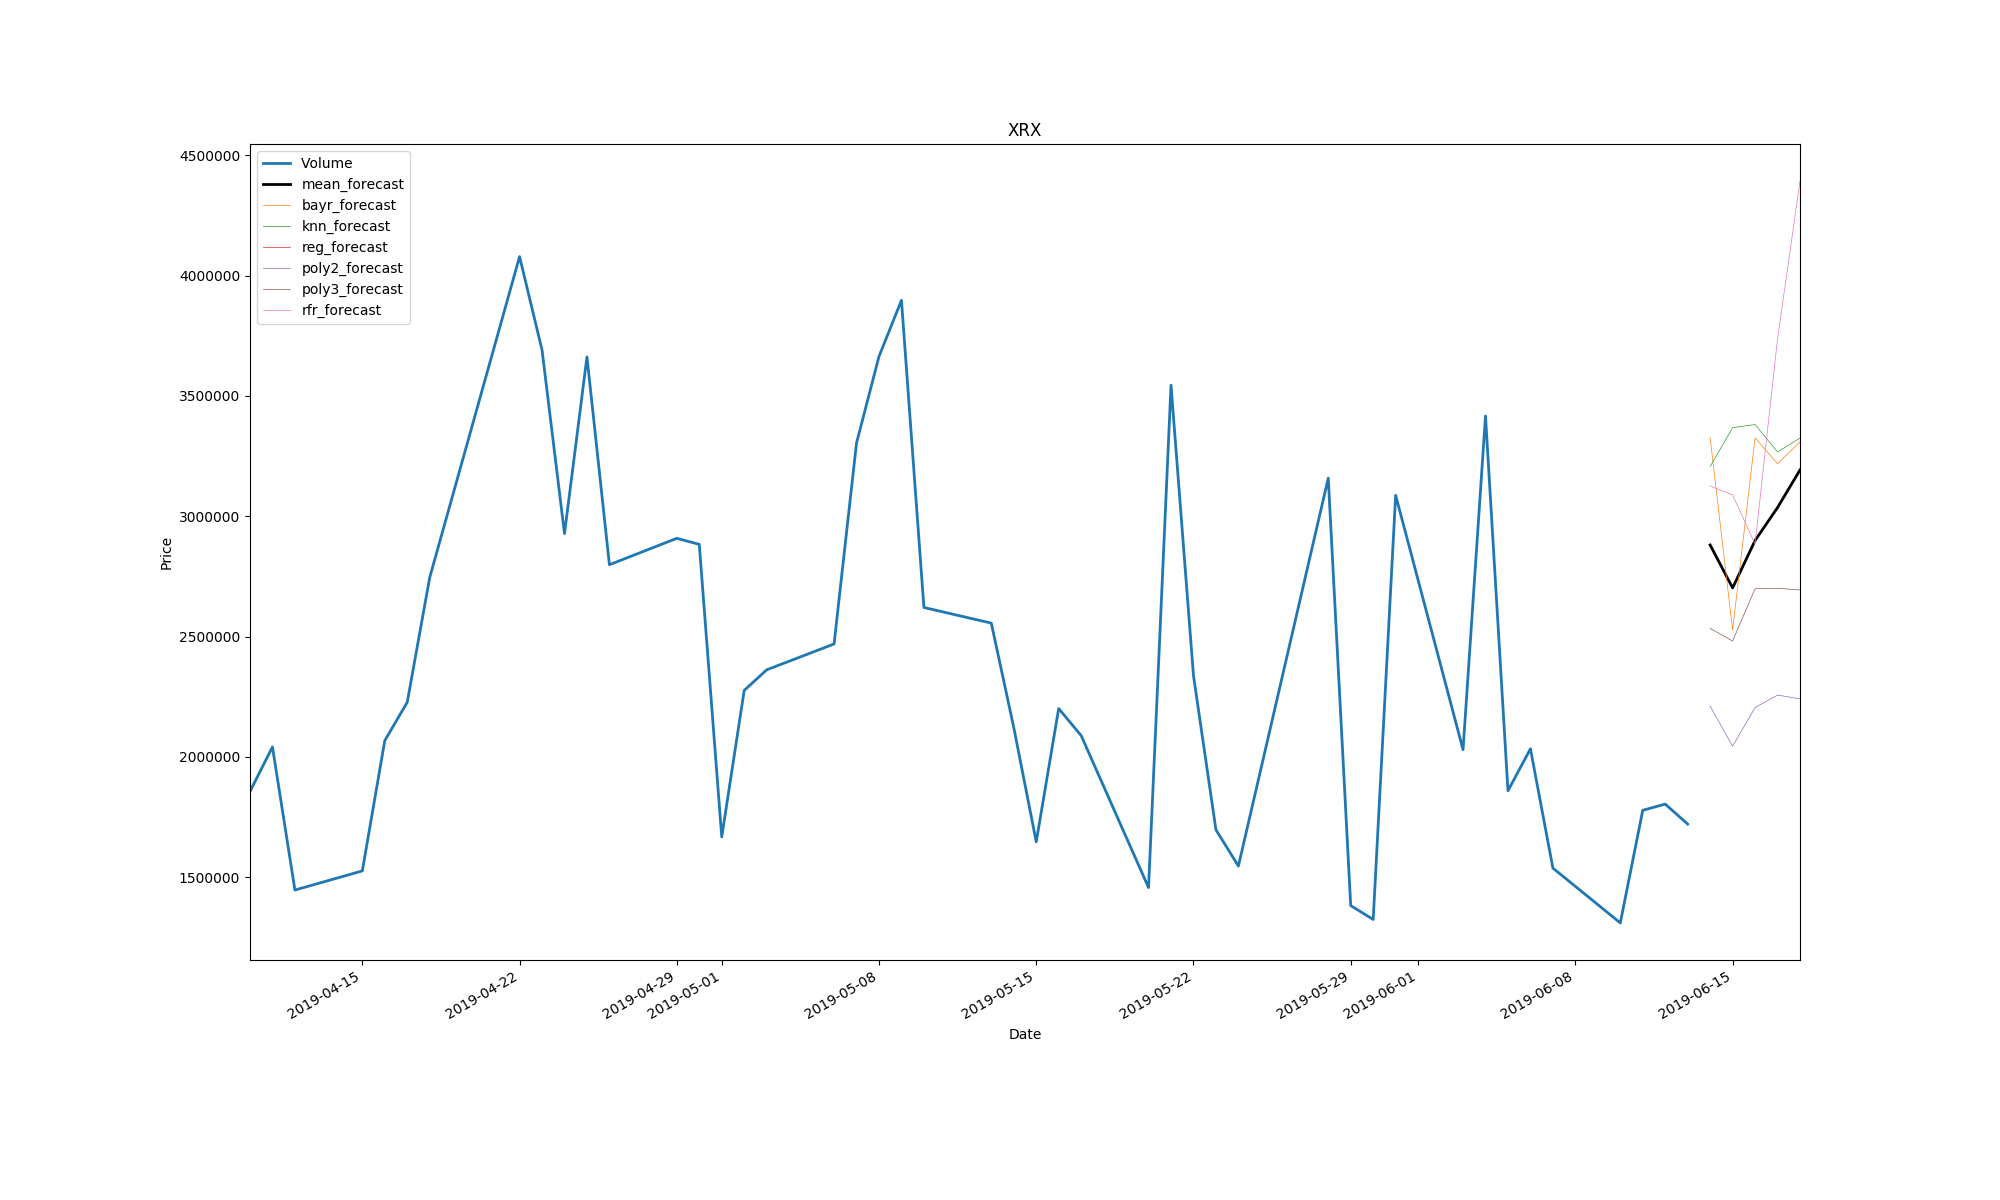 XRX
Volume
mean_forecast
bayr_forecast
knn_forecast
reg_forecast
poly2_forecast
poly3_forecast
rfr_forecast
4500000
4000000
3500000
3000000
2500000
2000000
1500000
Price
2019-04-15
2019-04-22
2019-04-29
2019-05-01
2019-05-08
2019-05-15
2019-05-22
2019-05-29
2019-06-01
2019-06-08
2019-06-15
Date